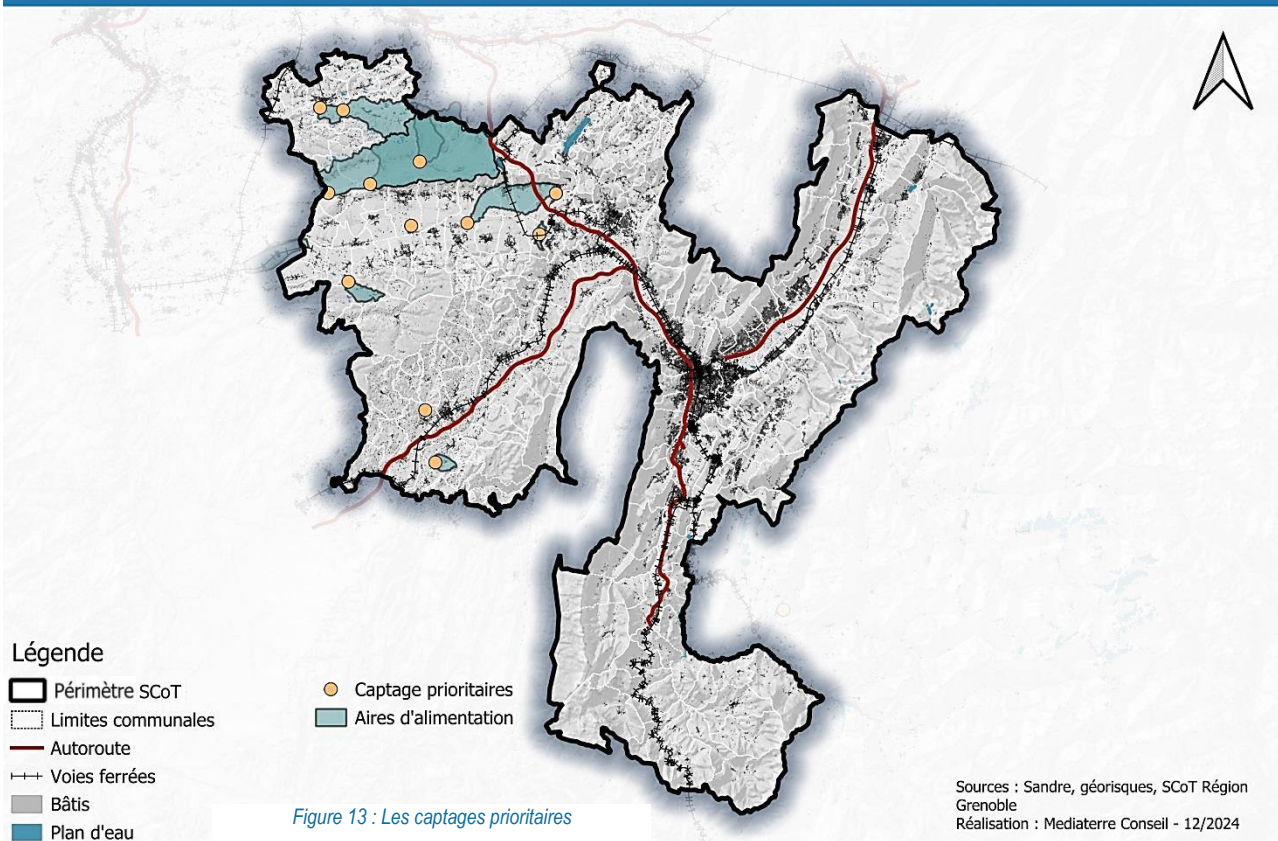 Légende
Périmètre SCoT
Limites communales
Autoroute
Voies ferrées
Bâtis
Plan d'eau
Captage prioritaires
Aires d'alimentation
Figure 13 : Les captages prioritaires
Sources : Sandre, géorisques, SCoT Région
Grenoble
Réalisation : Mediaterre Conseil - 12/2024